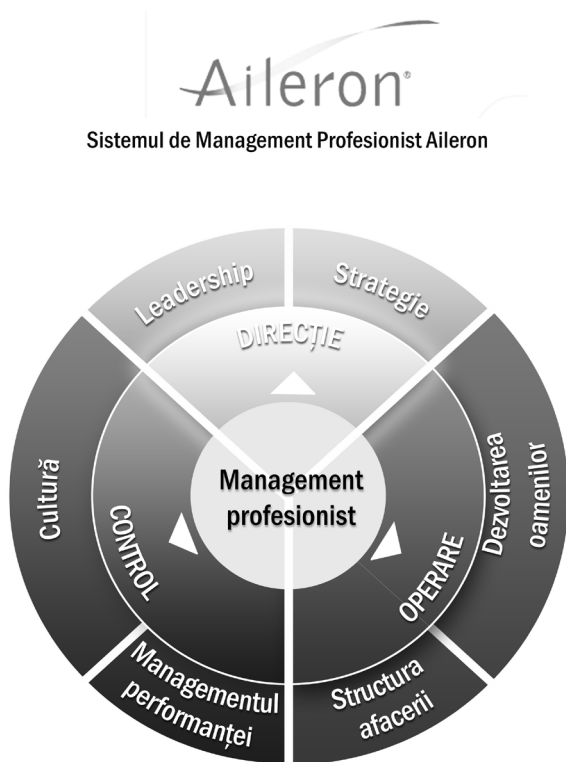 Aileron®
Sistemul de Management Profesionist Aileron
Leadership
Strategie
DIRECȚIE
Cultură
CONTROL
Management
profesionist
OPERARE
Dezvoltarea
oamenilor
Managementul
performanței
Structura
afacerii